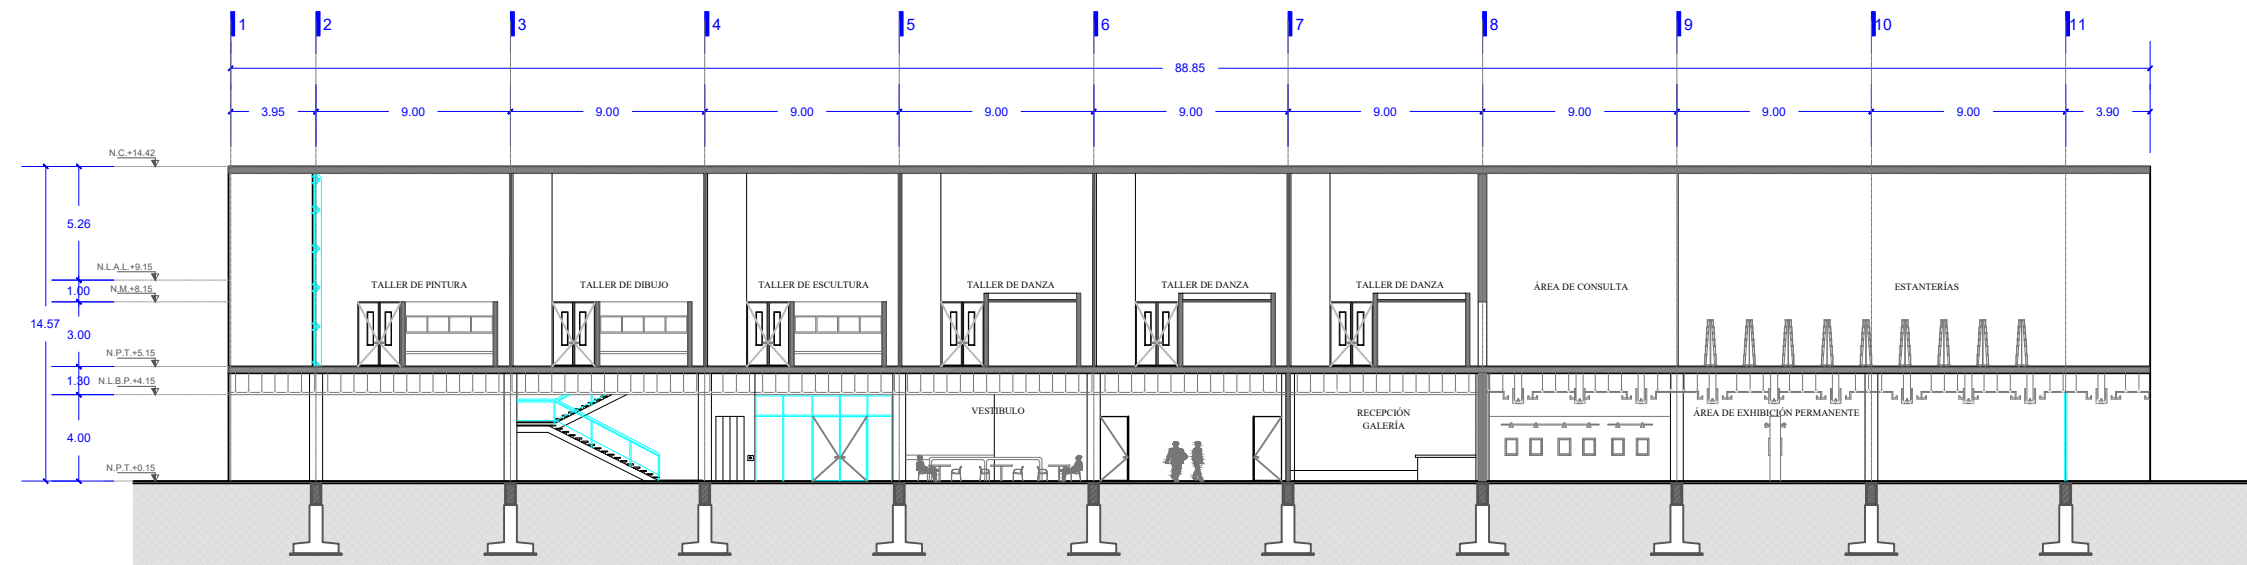 1 2 3 4 5 6 7 8 9 10 11
88.85
3.95 9.00 9.00 9.00 9.00 9.00 9.00 9.00 9.00 9.00 3.90
N.C.+14.42
5.26
N.L.A.L.+9.15
1.00
N.M.+8.15
14.57
3.00
N.P.T.+5.15
1.30
N.L.B.P.+4.15
4.00
N.P.T.+0.15
TALLER DE PINTURA
TALLER DE DIBUJO
TALLER DE ESCULTURA
TALLER DE DANZA
TALLER DE DANZA
TALLER DE DANZA
ÁREA DE CONSULTA
ESTANTERÍAS
VESTIBULO
RECEPCIÓN
GALERÍA
ÁREA DE EXHIBICIÓN PERMANENTE